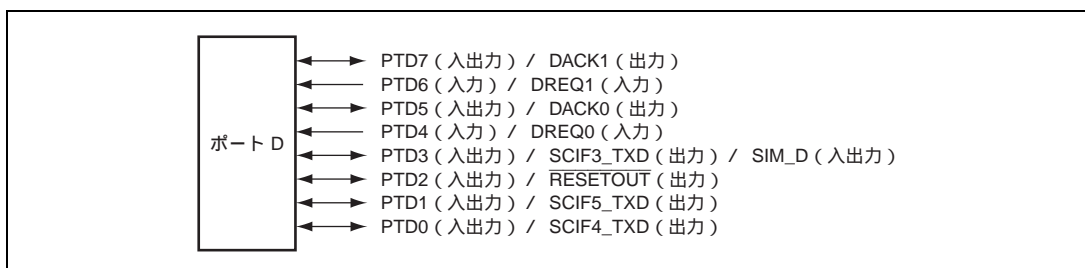 ポート D
PTD7 ( 入出力 ) / DACK1 ( 出力 )
PTD6 ( 入力 ) / DREQ1 ( 入力 )
PTD5 ( 入出力 ) / DACK0 ( 出力 )
PTD4 ( 入力 ) / DREQ0 ( 入力 )
PTD3 ( 入出力 ) / SCIF3_TXD ( 出力 ) / SIM_D ( 入出力 )
PTD2 ( 入出力 ) / RESETOUT ( 出力 )
PTD1 ( 入出力 ) / SCIF5_TXD ( 出力 )
PTD0 ( 入出力 ) / SCIF4_TXD ( 出力 )